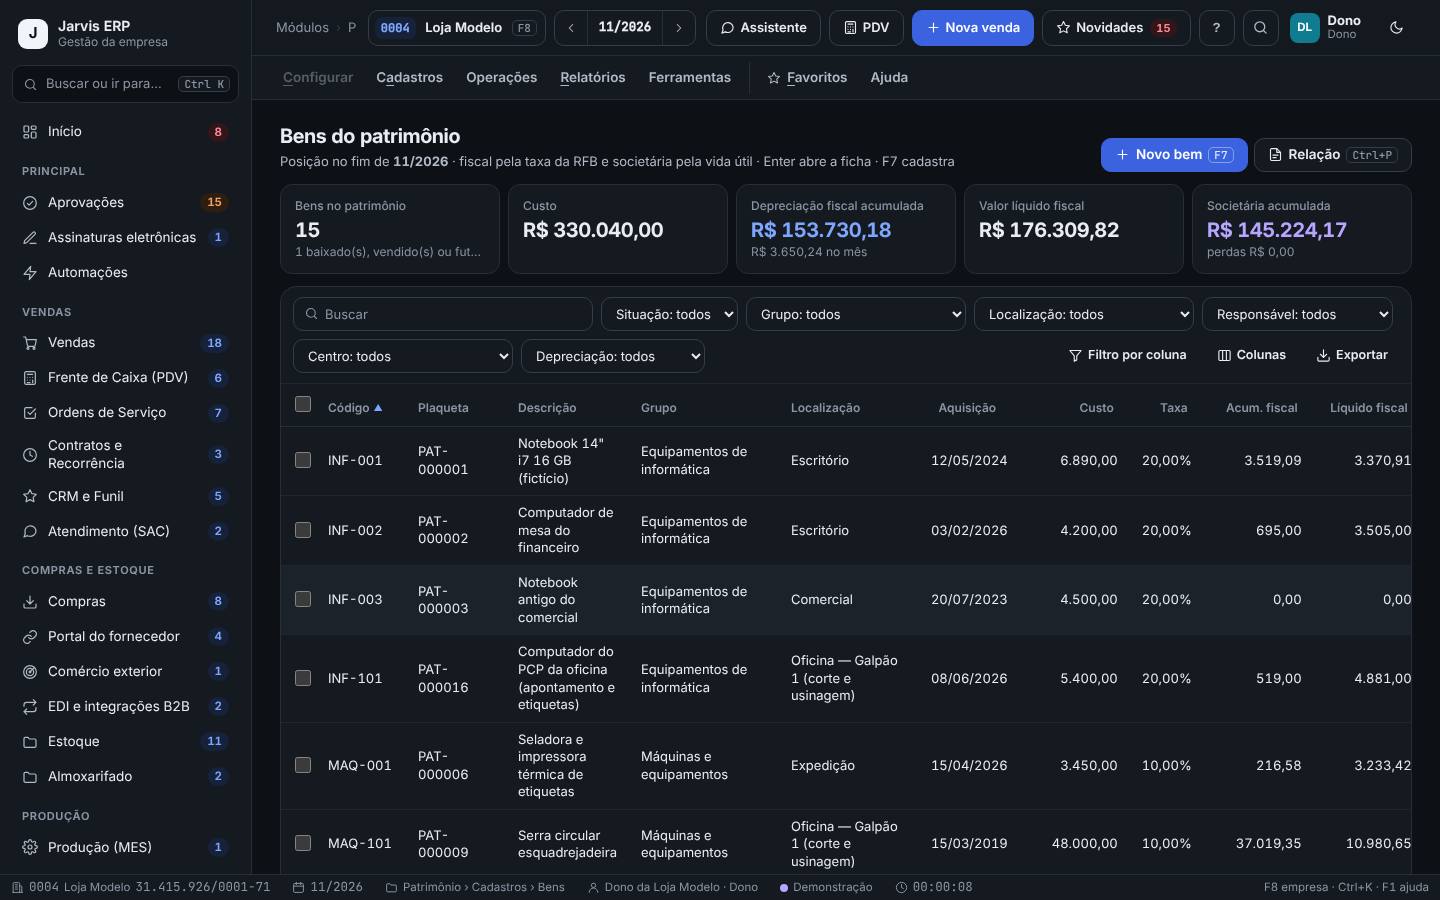 J
Jarvis ERP
Gestão da empresa
Buscar ou ir para...
Ctrl K
Início
8
PRINCIPAL
Aprovações
15
Assinaturas eletrônicas
1
Automações
VENDAS
Vendas
18
Frente de Caixa (PDV)
6
Ordens de Serviço
7
Contratos e
Recorrência
3
CRM e Funil
5
Atendimento (SAC)
2
COMPRAS E ESTOQUE
Compras
8
Portal do fornecedor
4
Comércio exterior
1
EDI e integrações B2B
2
Estoque
11
Almoxarifado
2
PRODUÇÃO
Produção (MES)
1
Módulos › P
0004 Loja Modelo F8
‹ 11/2026 ›
Assistente
PDV
+ Nova venda
Novidades 15
?
DL
Dono
Dono
Configurar
Cadastros
Operações
Relatórios
Ferramentas
Favoritos
Ajuda
Bens do patrimônio
Posição no fim de 11/2026 · fiscal pela taxa da RFB e societária pela vida útil · Enter abre a ficha · F7 cadastra
+ Novo bem F7
Relação Ctrl+P
Bens no patrimônio
15
1 baixado(s), vendido(s) ou fut...
Custo
R$ 330.040,00
Depreciação fiscal acumulada
R$ 153.730,18
R$ 3.650,24 no mês
Valor líquido fiscal
R$ 176.309,82
Societária acumulada
R$ 145.224,17
perdas R$ 0,00
Buscar
Situação: todos
Grupo: todos
Localização: todos
Responsável: todos
Centro: todos
Depreciação: todos
Filtro por coluna
Colunas
Exportar
Código ▲ Plaqueta Descrição Grupo Localização Aquisição Custo Taxa Acum. fiscal Líquido fiscal
INF-001
PAT-
000001
Notebook 14"
i7 16 GB
(fictício)
Equipamentos de
informática
Escritório
12/05/2024
6.890,00
20,00%
3.519,09
3.370,91
INF-002
PAT-
000002
Computador de
mesa do
financeiro
Equipamentos de
informática
Escritório
03/02/2026
4.200,00
20,00%
695,00
3.505,00
INF-003
PAT-
000003
Notebook
antigo do
comercial
Equipamentos de
informática
Comercial
20/07/2023
4.500,00
20,00%
0,00
0,00
INF-101
PAT-
000016
Computador do
PCP da oficina
(apontamento e
etiquetas)
Equipamentos de
informática
Oficina — Galpão
1 (corte e
usinagem)
08/06/2026
5.400,00
20,00%
519,00
4.881,00
MAQ-001
PAT-
000006
Seladora e
impressora
térmica de
etiquetas
Máquinas e
equipamentos
Expedição
15/04/2026
3.450,00
10,00%
216,58
3.233,42
MAQ-101
PAT-
000009
Serra circular
esquadrejadeira
Máquinas e
equipamentos
Oficina — Galpão
1 (corte e
usinagem)
15/03/2019
48.000,00
10,00%
37.019,35
10.980,65
0004 Loja Modelo 31.415.926/0001-71
11/2026
Patrimônio › Cadastros › Bens
Dono da Loja Modelo · Dono
Demonstração
00:00:08
F8 empresa · Ctrl+K · F1 ajuda